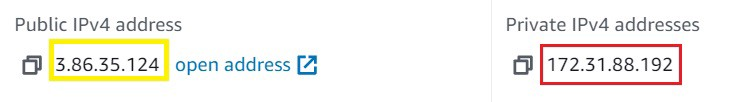 Public IPv4 address
Private IPv4 addresses
3.86.35.124 open address
172.31.88.192